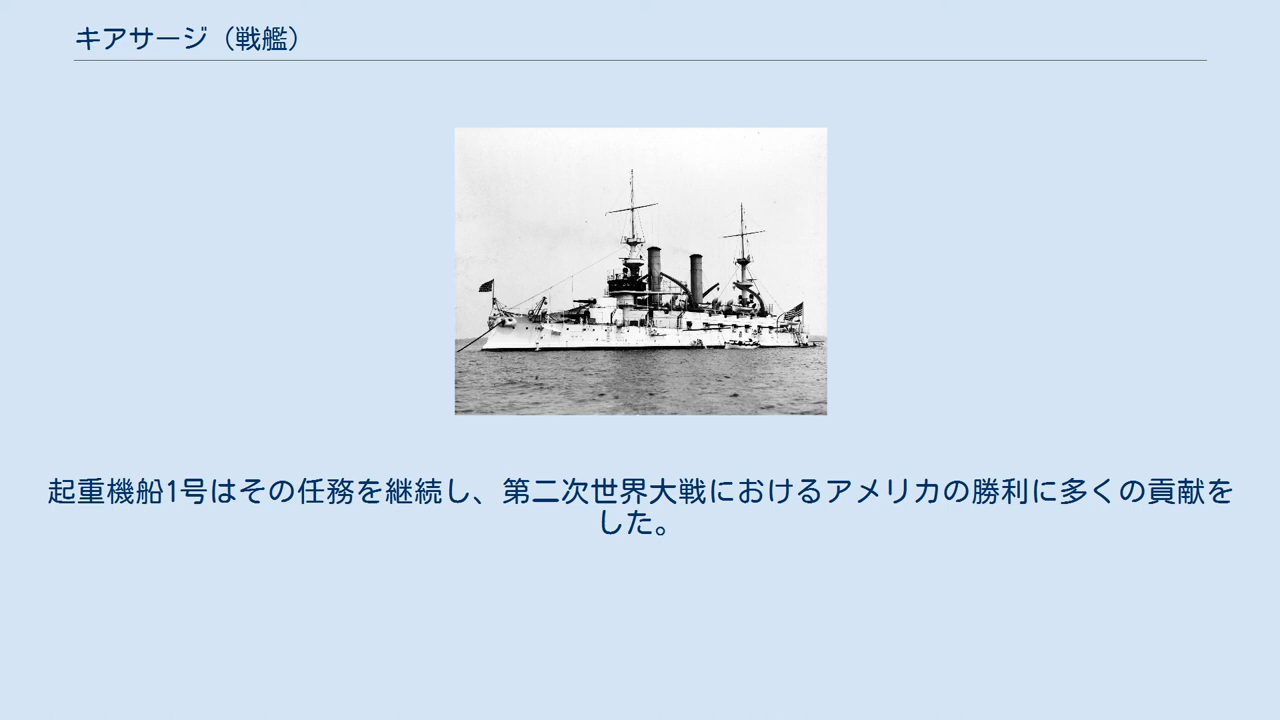 キアサージ（戦艦）
起重機船1号はその任務を継続し、第二次世界大戦におけるアメリカの勝利に多くの貢献を
した。